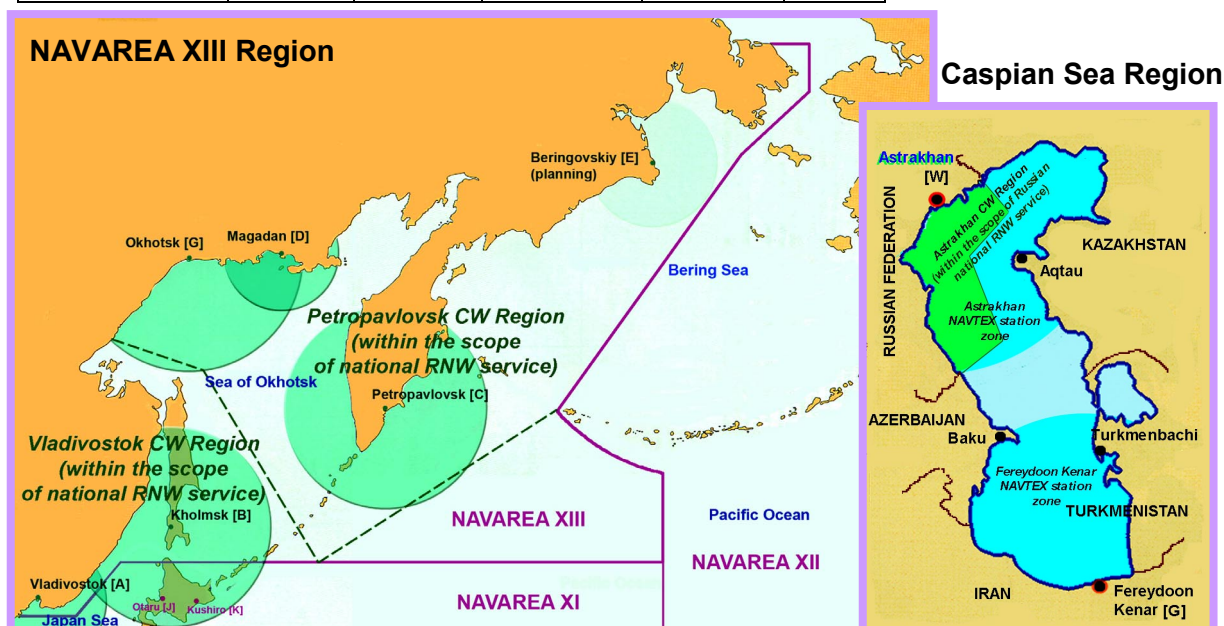 NAVAREA XIII Region
Caspian Sea Region
Beringovskiy [E]
(planning)
Okhotsk [G]
Magadan [D]
Bering Sea
Petropavlovsk CW Region
(within the scope
of national RNW service)
Sea of Okhotsk
Petropavlovsk [C]
Vladivostok CW Region
(within the scope
of national RNW service)
Kholmsk [B]
NAVAREA XIII
Pacific Ocean
NAVAREA XII
Vladivostok [A]
Otaru [J]
Kushiro [K]
NAVAREA XI
Japan Sea
Pacific Ocean
Astrakhan
[W]
Astrakhan CW Region
(within the scope of Russian
national RNW service)
RUSSIAN FEDERATION
KAZAKHSTAN
Aqtau
Astrakhan
NAVTEX station
zone
AZERBAIJAN
Baku
Turkmenbachi
Fereydoon Kenar
NAVTEX station
zone
TURKMENISTAN
IRAN
Fereydoon
Kenar [G]